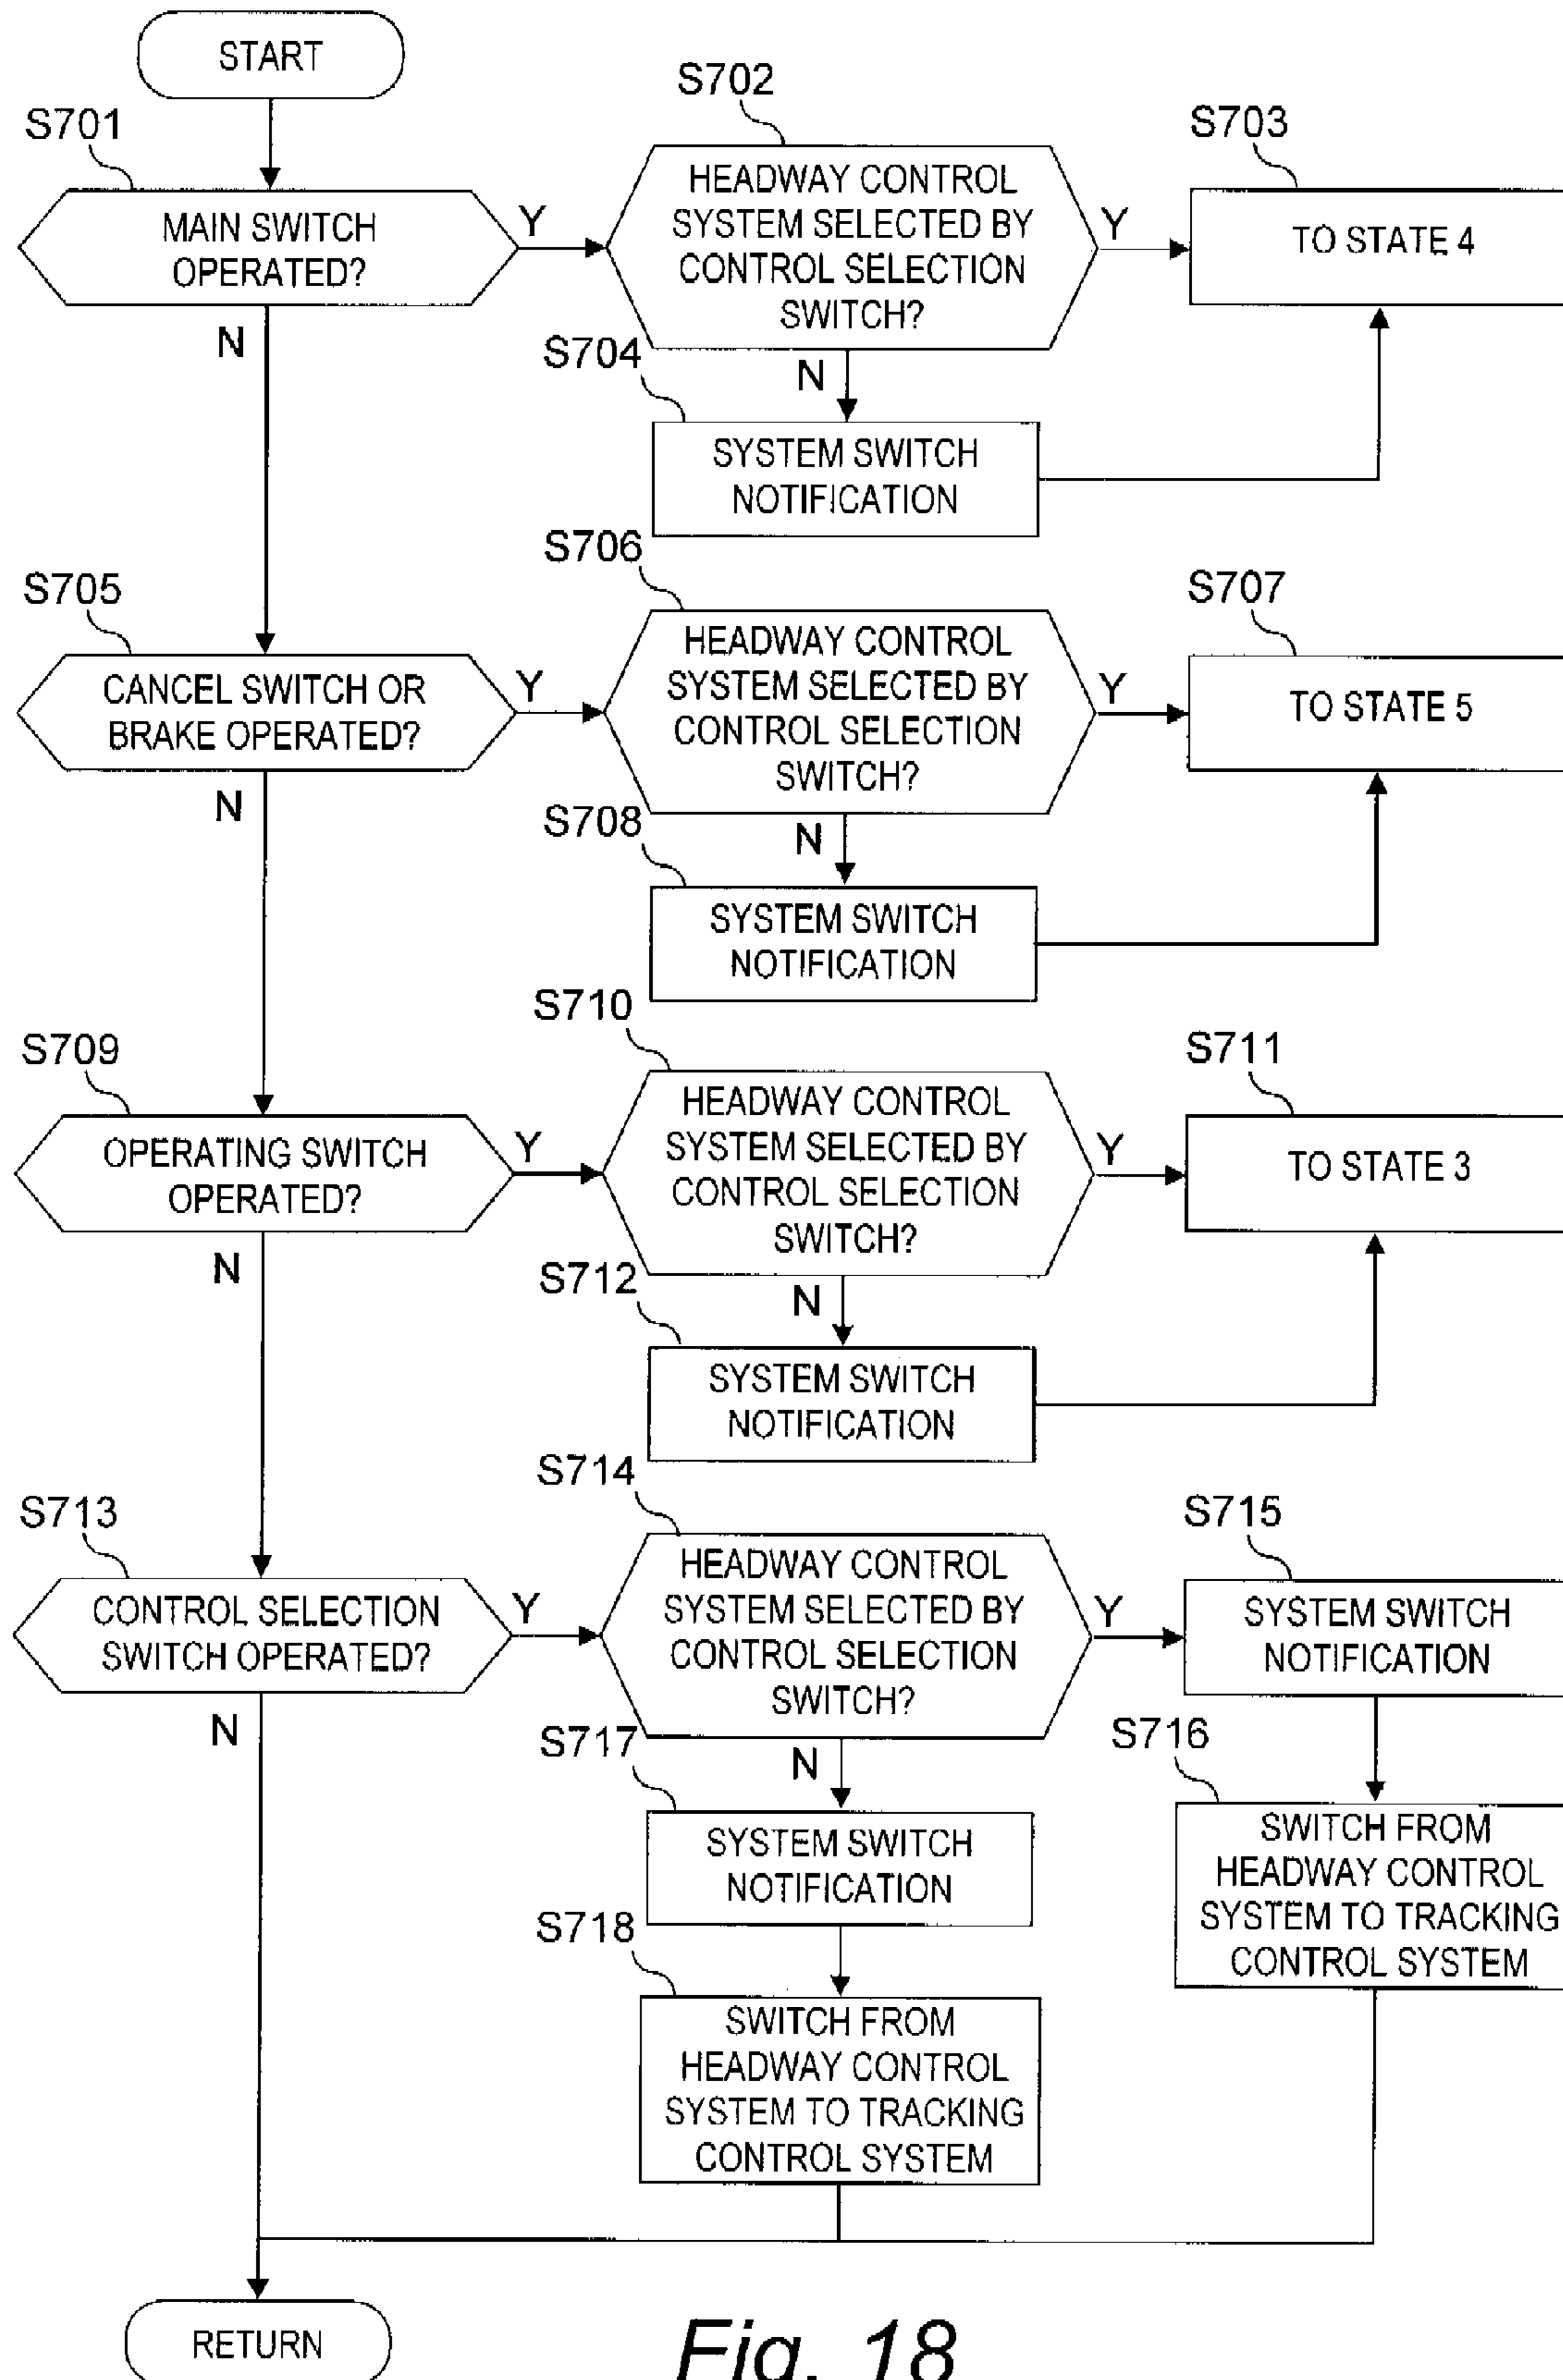 START
S701
MAIN SWITCH
OPERATED?
Y
N
S702
HEADWAY CONTROL
SYSTEM SELECTED BY
CONTROL SELECTION
SWITCH?
Y
N
S703
TO STATE 4
S704
SYSTEM SWITCH
NOTIFICATION
S705
CANCEL SWITCH OR
BRAKE OPERATED?
Y
N
S706
HEADWAY CONTROL
SYSTEM SELECTED BY
CONTROL SELECTION
SWITCH?
Y
N
S707
TO STATE 5
S708
SYSTEM SWITCH
NOTIFICATION
S709
OPERATING SWITCH
OPERATED?
Y
N
S710
HEADWAY CONTROL
SYSTEM SELECTED BY
CONTROL SELECTION
SWITCH?
Y
N
S711
TO STATE 3
S712
SYSTEM SWITCH
NOTIFICATION
S713
CONTROL SELECTION
SWITCH OPERATED?
Y
N
S714
HEADWAY CONTROL
SYSTEM SELECTED BY
CONTROL SELECTION
SWITCH?
Y
N
S715
SYSTEM SWITCH
NOTIFICATION
S716
SWITCH FROM
HEADWAY CONTROL
SYSTEM TO TRACKING
CONTROL SYSTEM
S717
SYSTEM SWITCH
NOTIFICATION
S718
SWITCH FROM
HEADWAY CONTROL
SYSTEM TO TRACKING
CONTROL SYSTEM
RETURN
Fig. 18